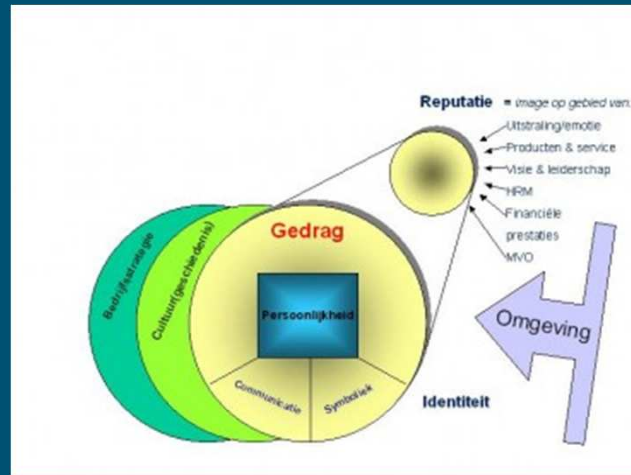 Reputatie = image op gebied van:
Uitstraling/emotie
Producten & service
Visie & leiderschap
HRM
Financiële
prestaties
MVO
Gedrag
Bedrijfsstrategie
Cultuur(geschiedenis)
Persoonlijkheid
Omgeving
Communicatie
Symboliek
Identiteit